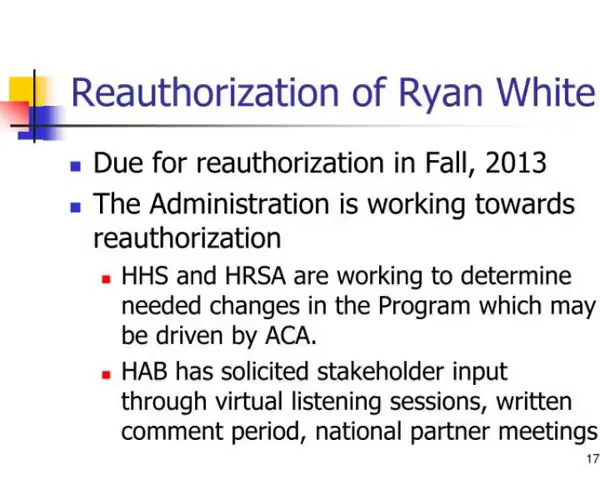 Reauthorization of Ryan White
Due for reauthorization in Fall, 2013
The Administration is working towards
reauthorization
HHS and HRSA are working to determine
needed changes in the Program which may
be driven by ACA.
HAB has solicited stakeholder input
through virtual listening sessions, written
comment period, national partner meetings
17